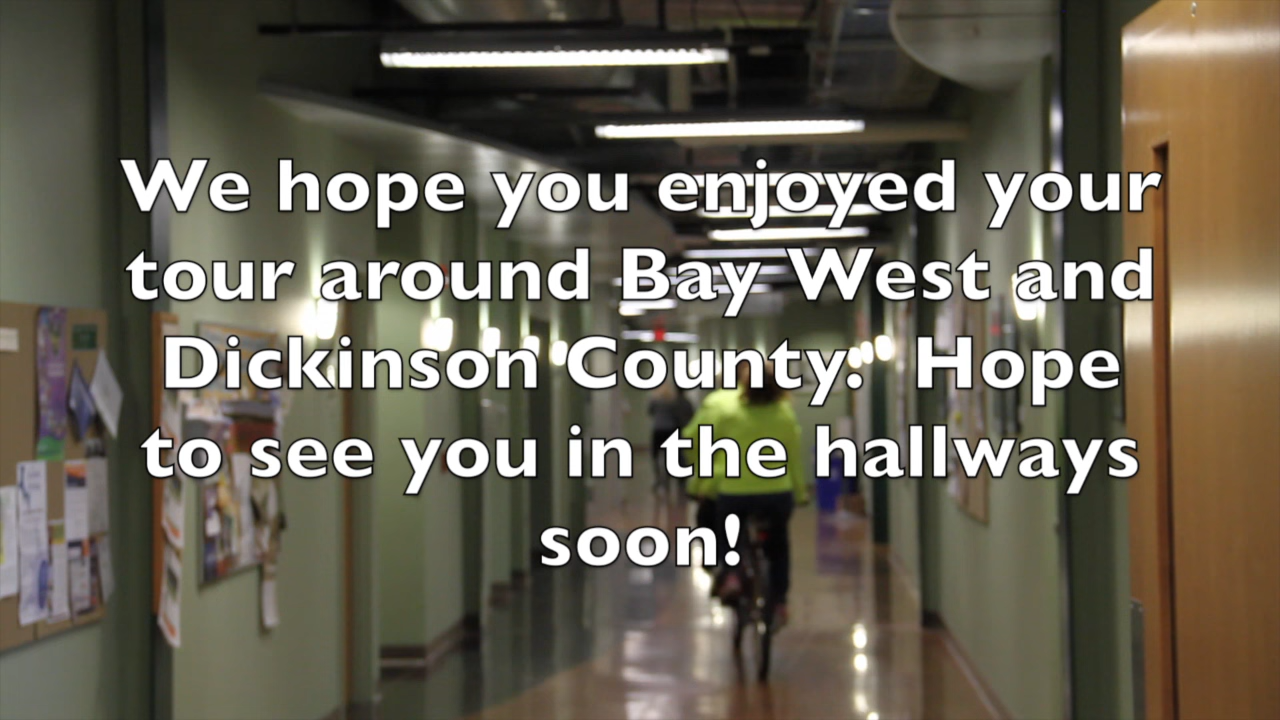 We hope you enjoyed your
tour around Bay West and
Dickinson County.  Hope
to see you in the hallways
soon!